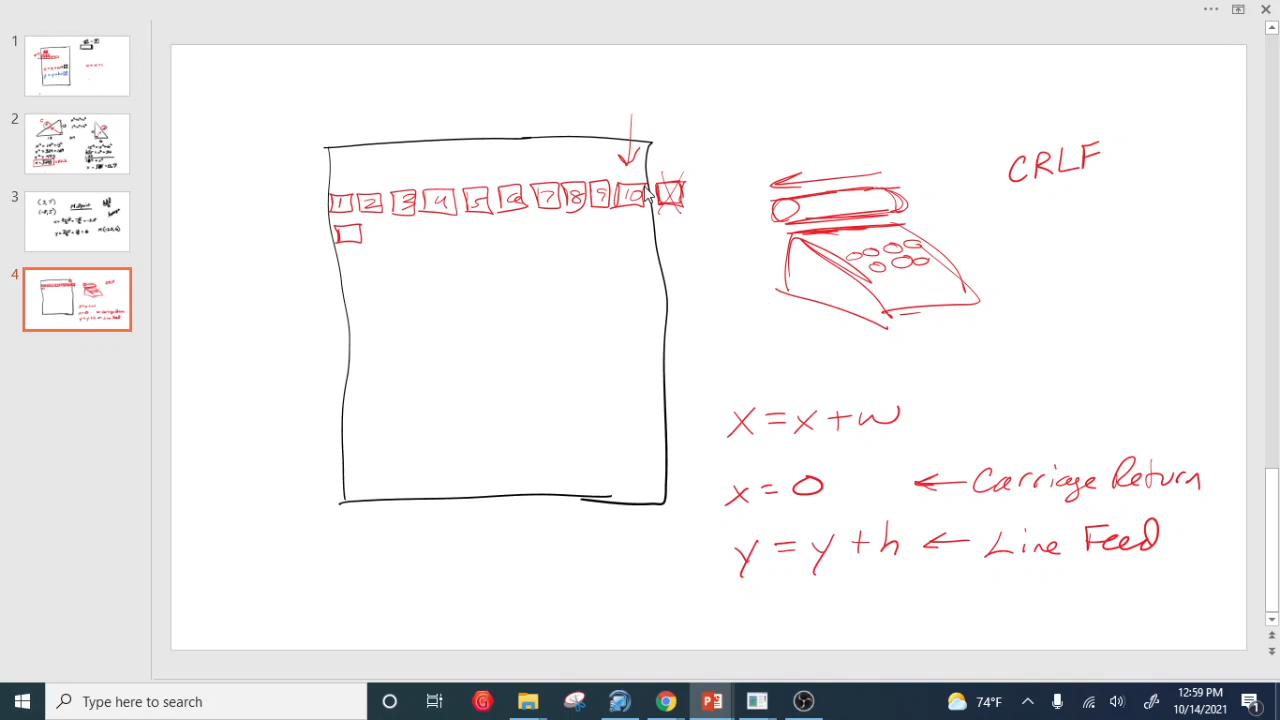 1
2
3
4
CRLF
1 2 3 4 5 6 7 8 9 10
x = x + w
x = 0 ← Carriage Return
y = y + h ← Line Feed
Type here to search
74°F
12:59 PM
10/14/2021
1